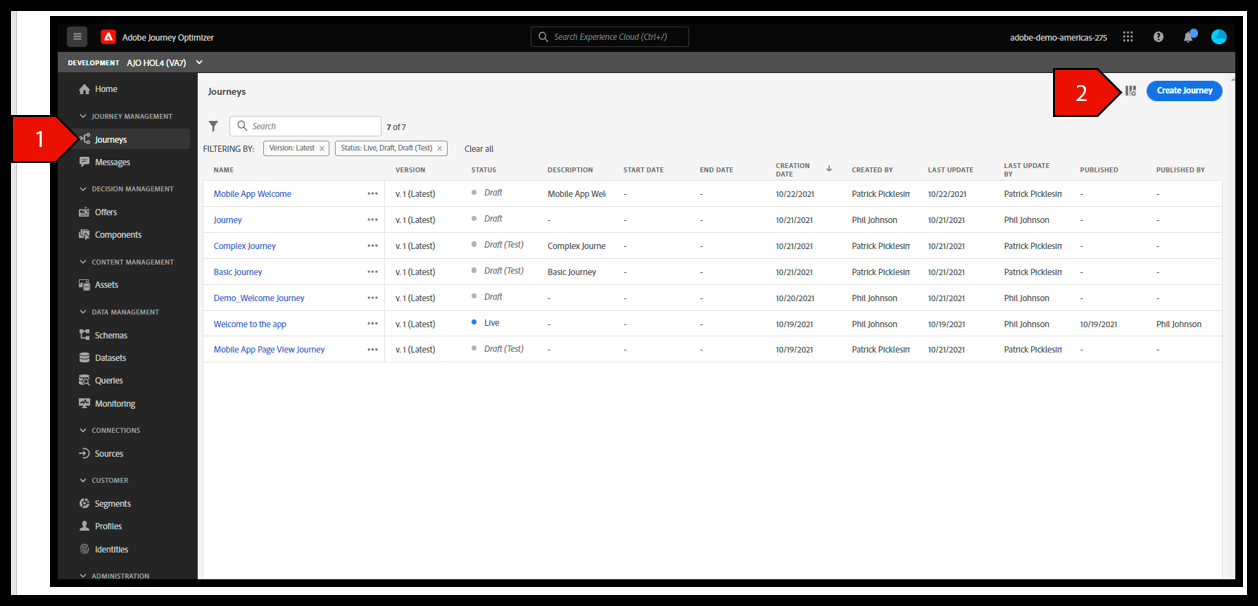 Adobe Journey Optimizer
Search Experience Cloud (Ctrl+/)
adobe-demo-americas-275
DEVELOPMENT AJO HOL4 (VA7)
Home
JOURNEY MANAGEMENT
1
Journeys
Messages
DECISION MANAGEMENT
Offers
Components
CONTENT MANAGEMENT
Assets
DATA MANAGEMENT
Schemas
Datasets
Queries
Monitoring
CONNECTIONS
Sources
CUSTOMER
Segments
Profiles
Identities
ADMINISTRATION
Journeys
2
Create Journey
Search
7 of 7
FILTERING BY: Version: Latest x Status: Live, Draft, Draft (Test) x Clear all
NAME VERSION STATUS DESCRIPTION START DATE END DATE CREATION DATE CREATED BY LAST UPDATE LAST UPDATE BY PUBLISHED PUBLISHED BY
Mobile App Welcome ••• v. 1 (Latest) Draft Mobile App Wel - - 10/22/2021 Patrick Picklesim 10/22/2021 Patrick Picklesim - -
Journey ••• v. 1 (Latest) Draft - - - 10/21/2021 Phil Johnson 10/21/2021 Phil Johnson - -
Complex Journey ••• v. 1 (Latest) Draft (Test) Complex Journe - - 10/21/2021 Patrick Picklesim 10/21/2021 Patrick Picklesim - -
Basic Journey ••• v. 1 (Latest) Draft (Test) Basic Journey - - 10/21/2021 Patrick Picklesim 10/21/2021 Patrick Picklesim - -
Demo_Welcome Journey ••• v. 1 (Latest) Draft - - - 10/20/2021 Phil Johnson 10/21/2021 Phil Johnson - -
Welcome to the app ••• v. 1 (Latest) Live - - - 10/19/2021 Phil Johnson 10/19/2021 Phil Johnson 10/19/2021 Phil Johnson
Mobile App Page View Journey ••• v. 1 (Latest) Draft (Test) - - - 10/19/2021 Patrick Picklesim 10/21/2021 Patrick Picklesim - -